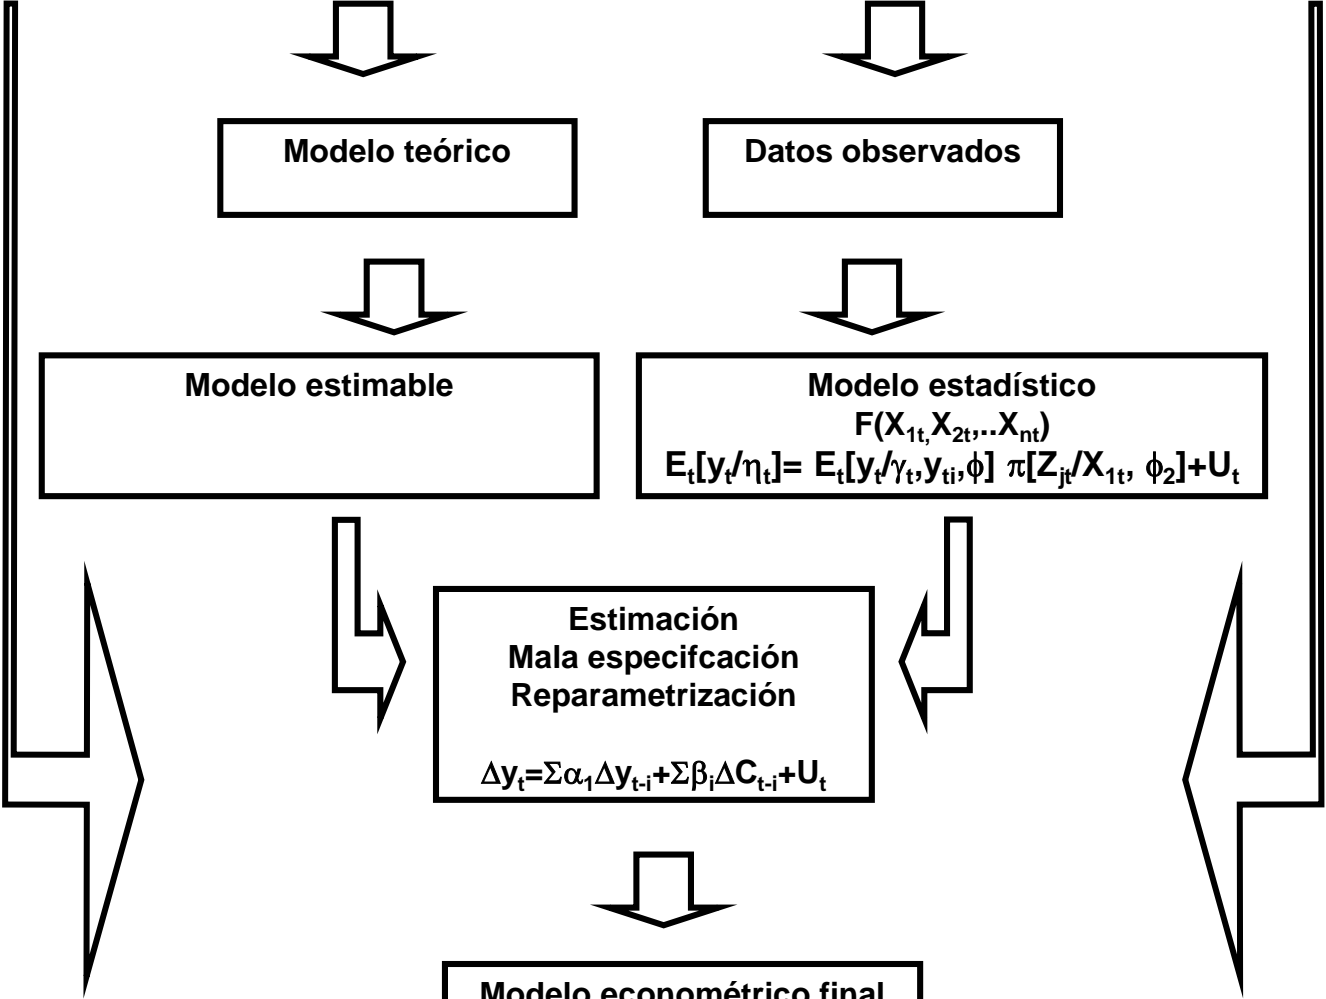 Modelo teórico
Datos observados
Modelo estimable
Modelo estadístico
F(X₁ₜ,X₂ₜ,..Xₙₜ)
Eₜ[yₜ/ηₜ]= Eₜ[yₜ/γₜ,yₜᵢ,ϕ] π[Zⱼₜ/X₁ₜ, ϕ₂]+Uₜ
Estimación
Mala especifcación
Reparametrización
Δyₜ=Σα₁Δyₜ₋ᵢ+ΣβᵢΔCₜ₋ᵢ+Uₜ
Modelo econométrico final